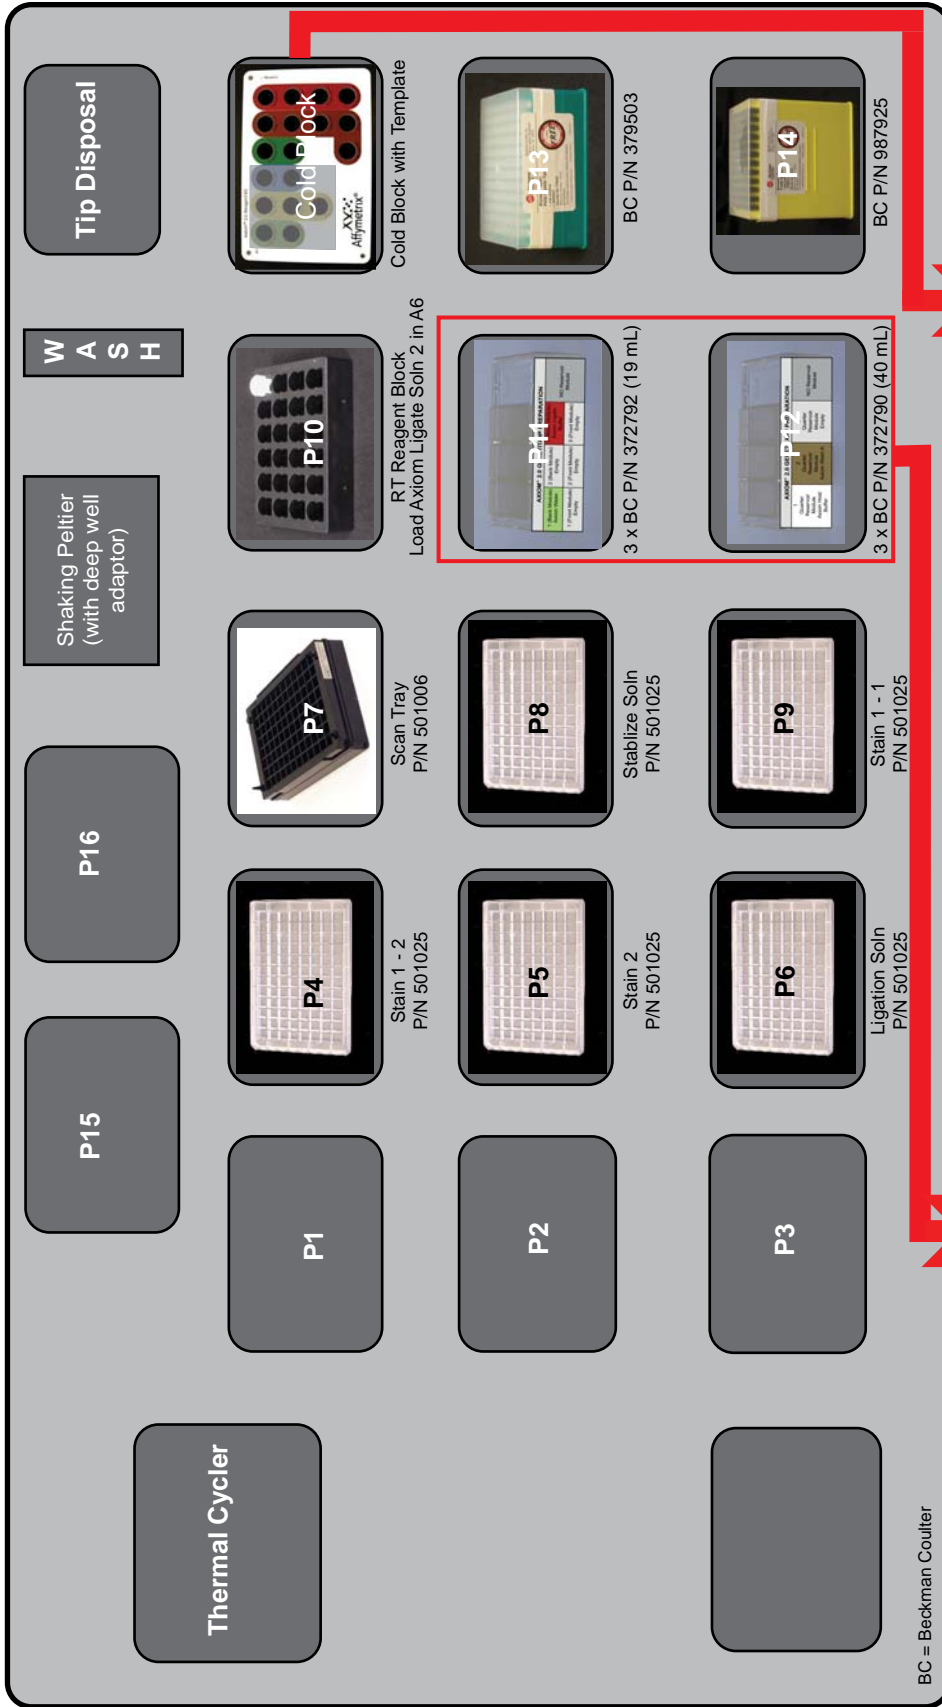 Tip Disposal
W
A
S
H
Shaking Peltier
(with deep well
adaptor)
P16
P15
Thermal Cycler
Cold Block
Affymetrix®
Cold Block with Template
P10
RT Reagent Block
Load Axiom Ligate Soln 2 in A6
P7
Scan Tray
P/N 501006
P4
Stain 1 - 2
P/N 501025
P1
P13
BC P/N 379503
P11
3 x BC P/N 372792 (19 mL)
P8
Stablize Soln
P/N 501025
P5
Stain 2
P/N 501025
P2
P14
BC P/N 987925
P12
3 x BC P/N 372790 (40 mL)
P9
Stain 1 - 1
P/N 501025
P6
Ligation Soln
P/N 501025
P3
BC = Beckman Coulter